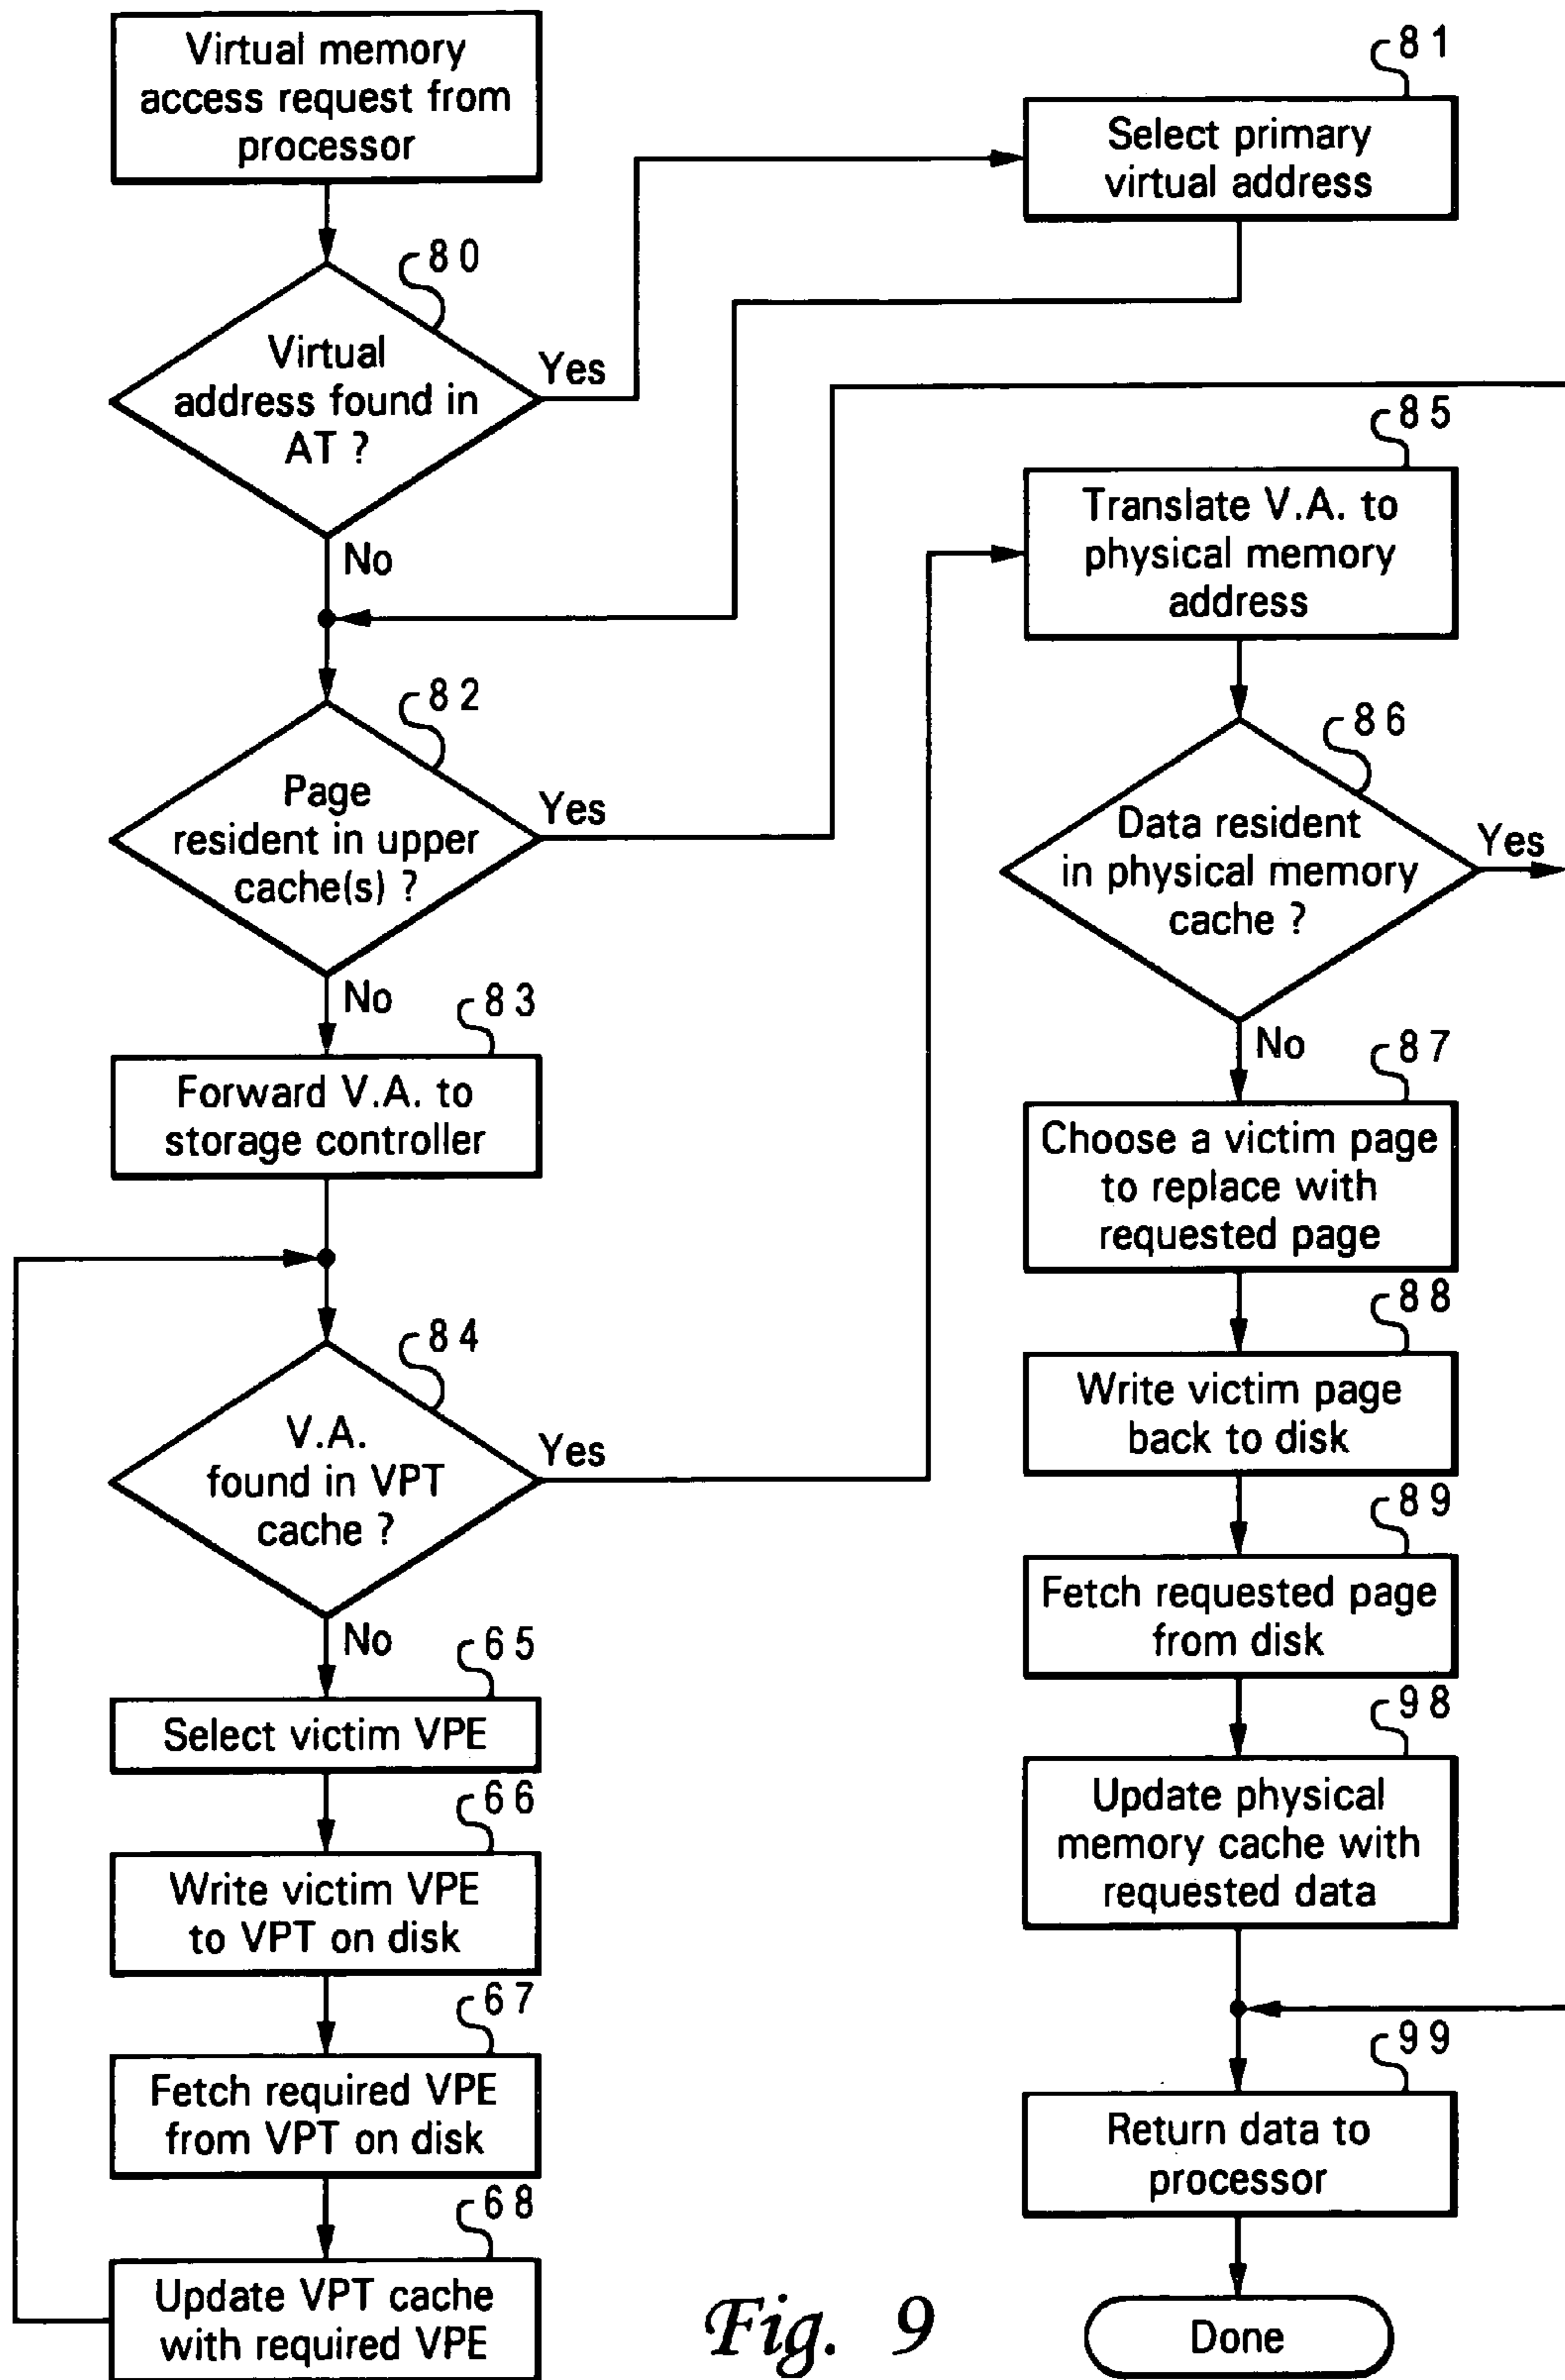 Virtual memory
access request from
processor
80
Virtual
address found in
AT ?
Yes
No
81
Select primary
virtual address
82
Page
resident in upper
cache(s) ?
Yes
No
83
Forward V.A. to
storage controller
84
V.A.
found in VPT
cache ?
Yes
No
65
Select victim VPE
66
Write victim VPE
to VPT on disk
67
Fetch required VPE
from VPT on disk
68
Update VPT cache
with required VPE
85
Translate V.A. to
physical memory
address
86
Data resident
in physical memory
cache ?
Yes
No
87
Choose a victim page
to replace with
requested page
88
Write victim page
back to disk
89
Fetch requested page
from disk
98
Update physical
memory cache with
requested data
99
Return data to
processor
Done
Fig. 9